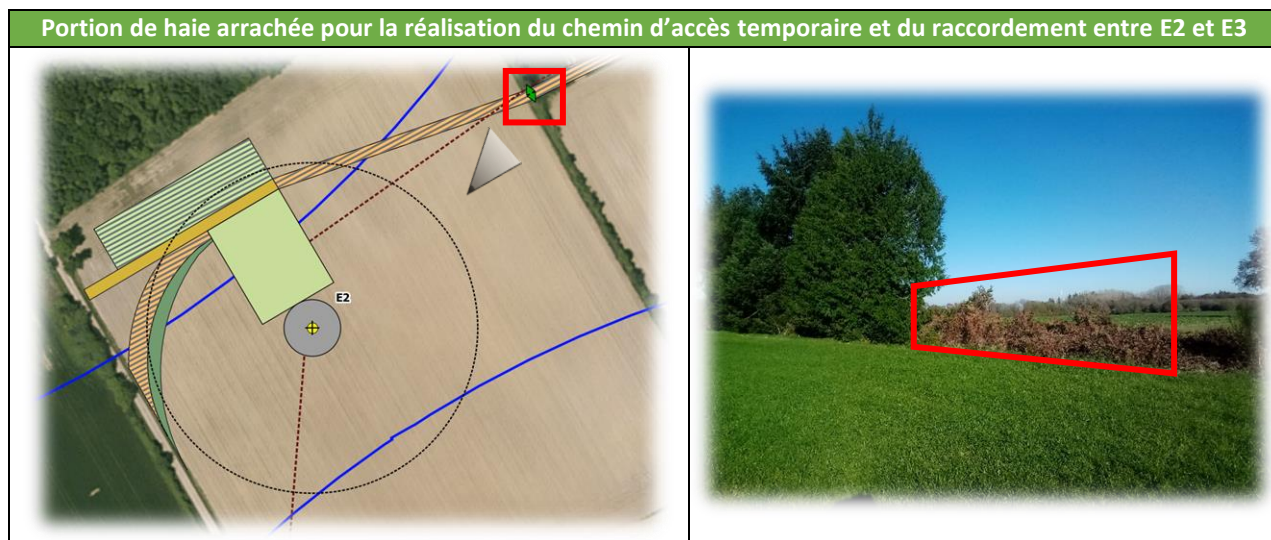 Portion de haie arrachée pour la réalisation du chemin d’accès temporaire et du raccordement entre E2 et E3
E2